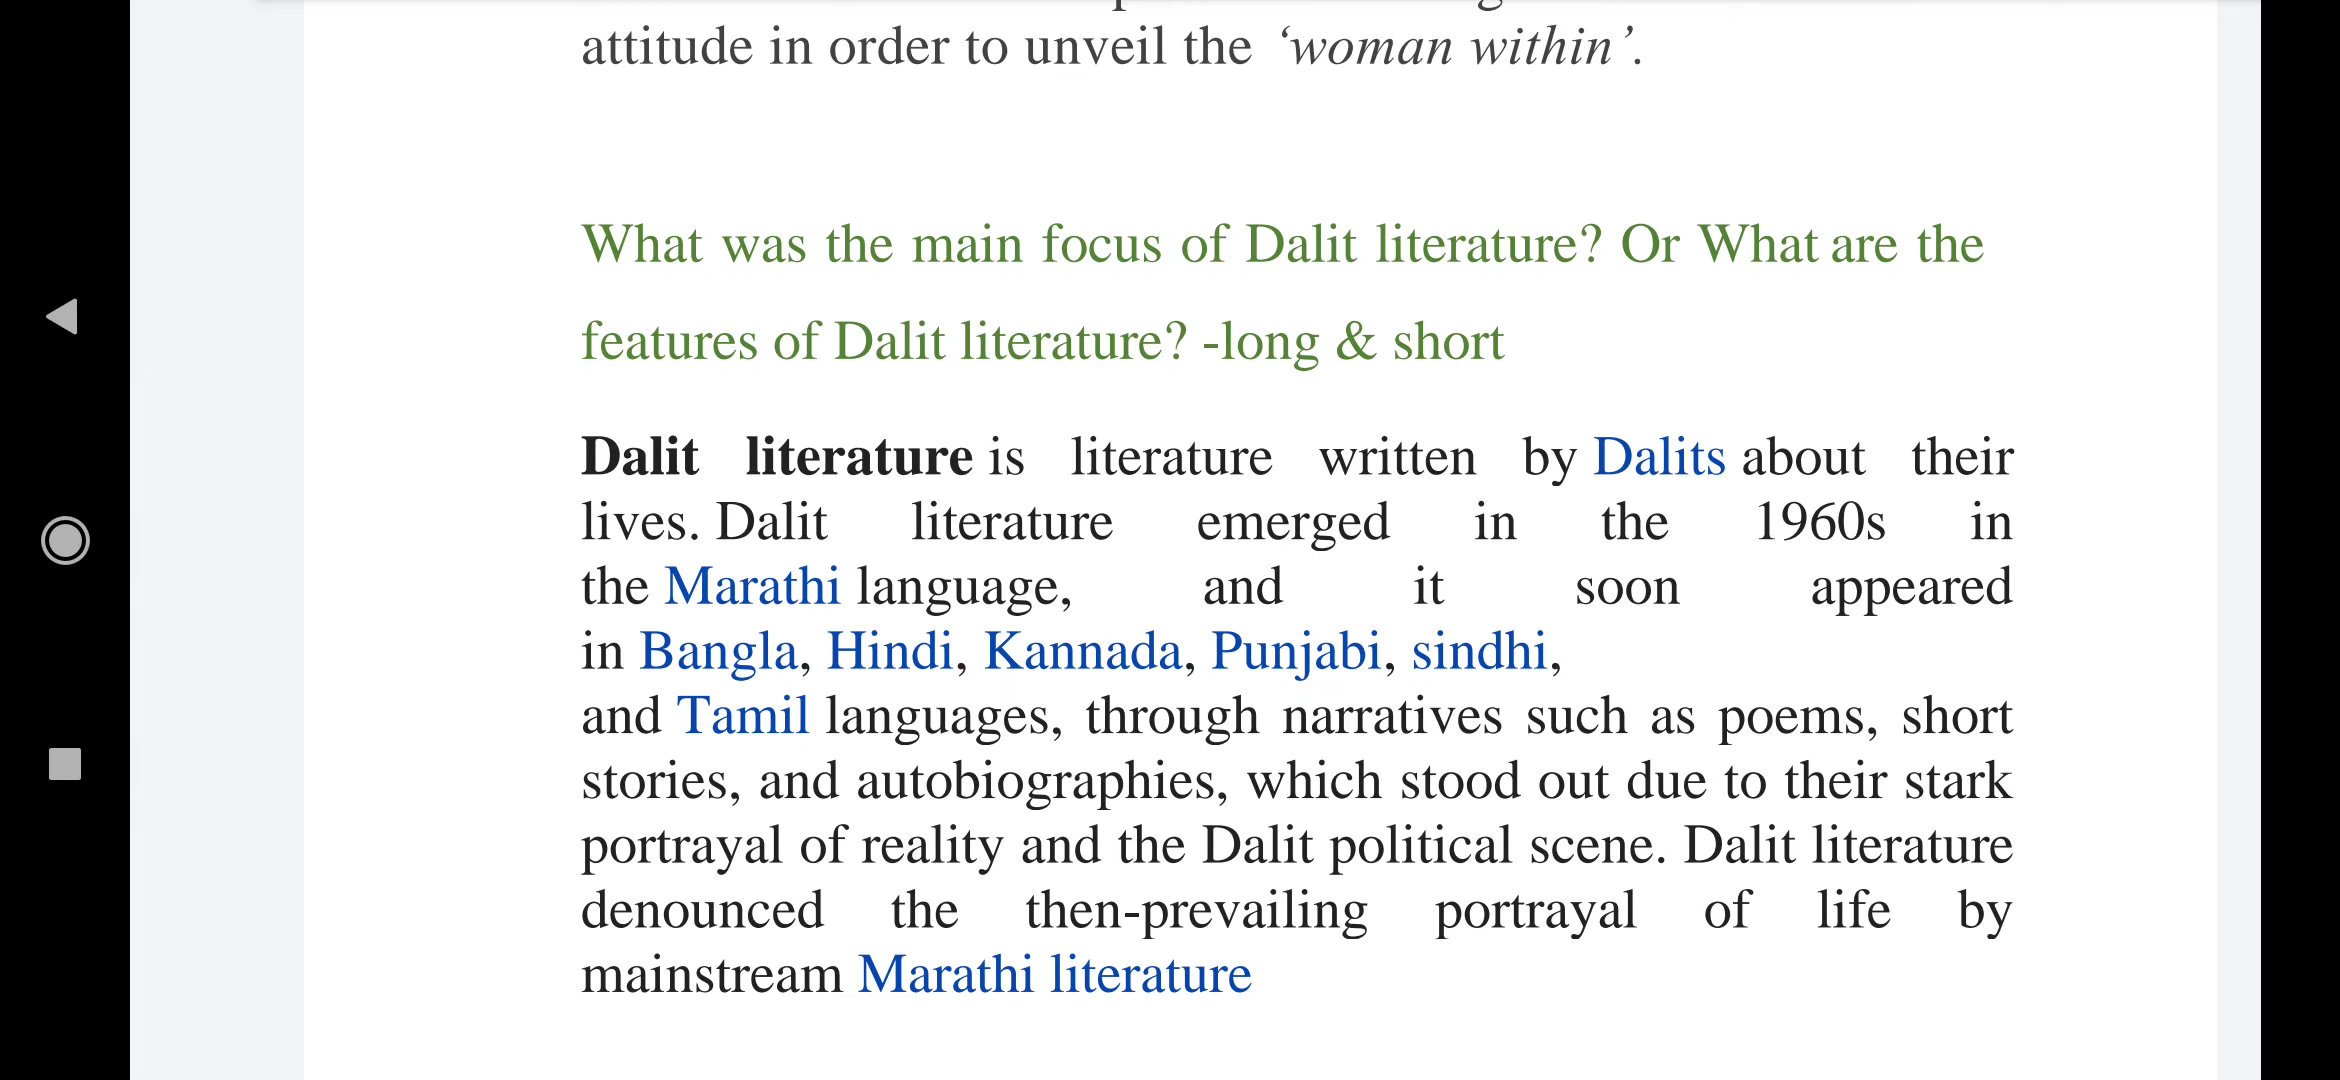 attitude in order to unveil the ‘woman within’.
What was the main focus of Dalit literature? Or What are the
features of Dalit literature? -long & short
Dalit literature is literature written by Dalits about their
lives. Dalit literature emerged in the 1960s in
the Marathi language, and it soon appeared
in Bangla, Hindi, Kannada, Punjabi, sindhi,
and Tamil languages, through narratives such as poems, short
stories, and autobiographies, which stood out due to their stark
portrayal of reality and the Dalit political scene. Dalit literature
denounced the then-prevailing portrayal of life by
mainstream Marathi literature